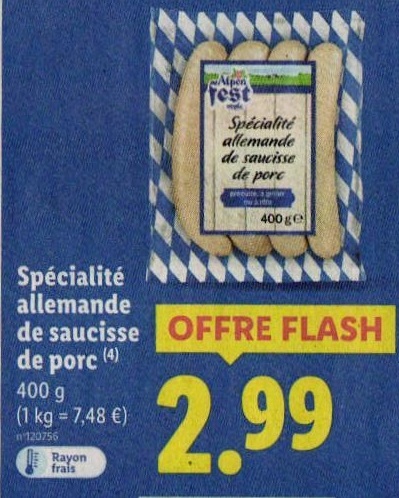 Alpen
fest
style
Spécialité
allemande
de saucisse
de porc
400 g e
Spécialité
allemande
de saucisse
de porc (4)
400 g
(1 kg = 7,48 €)
n°120756
Rayon
frais
OFFRE FLASH
2.99